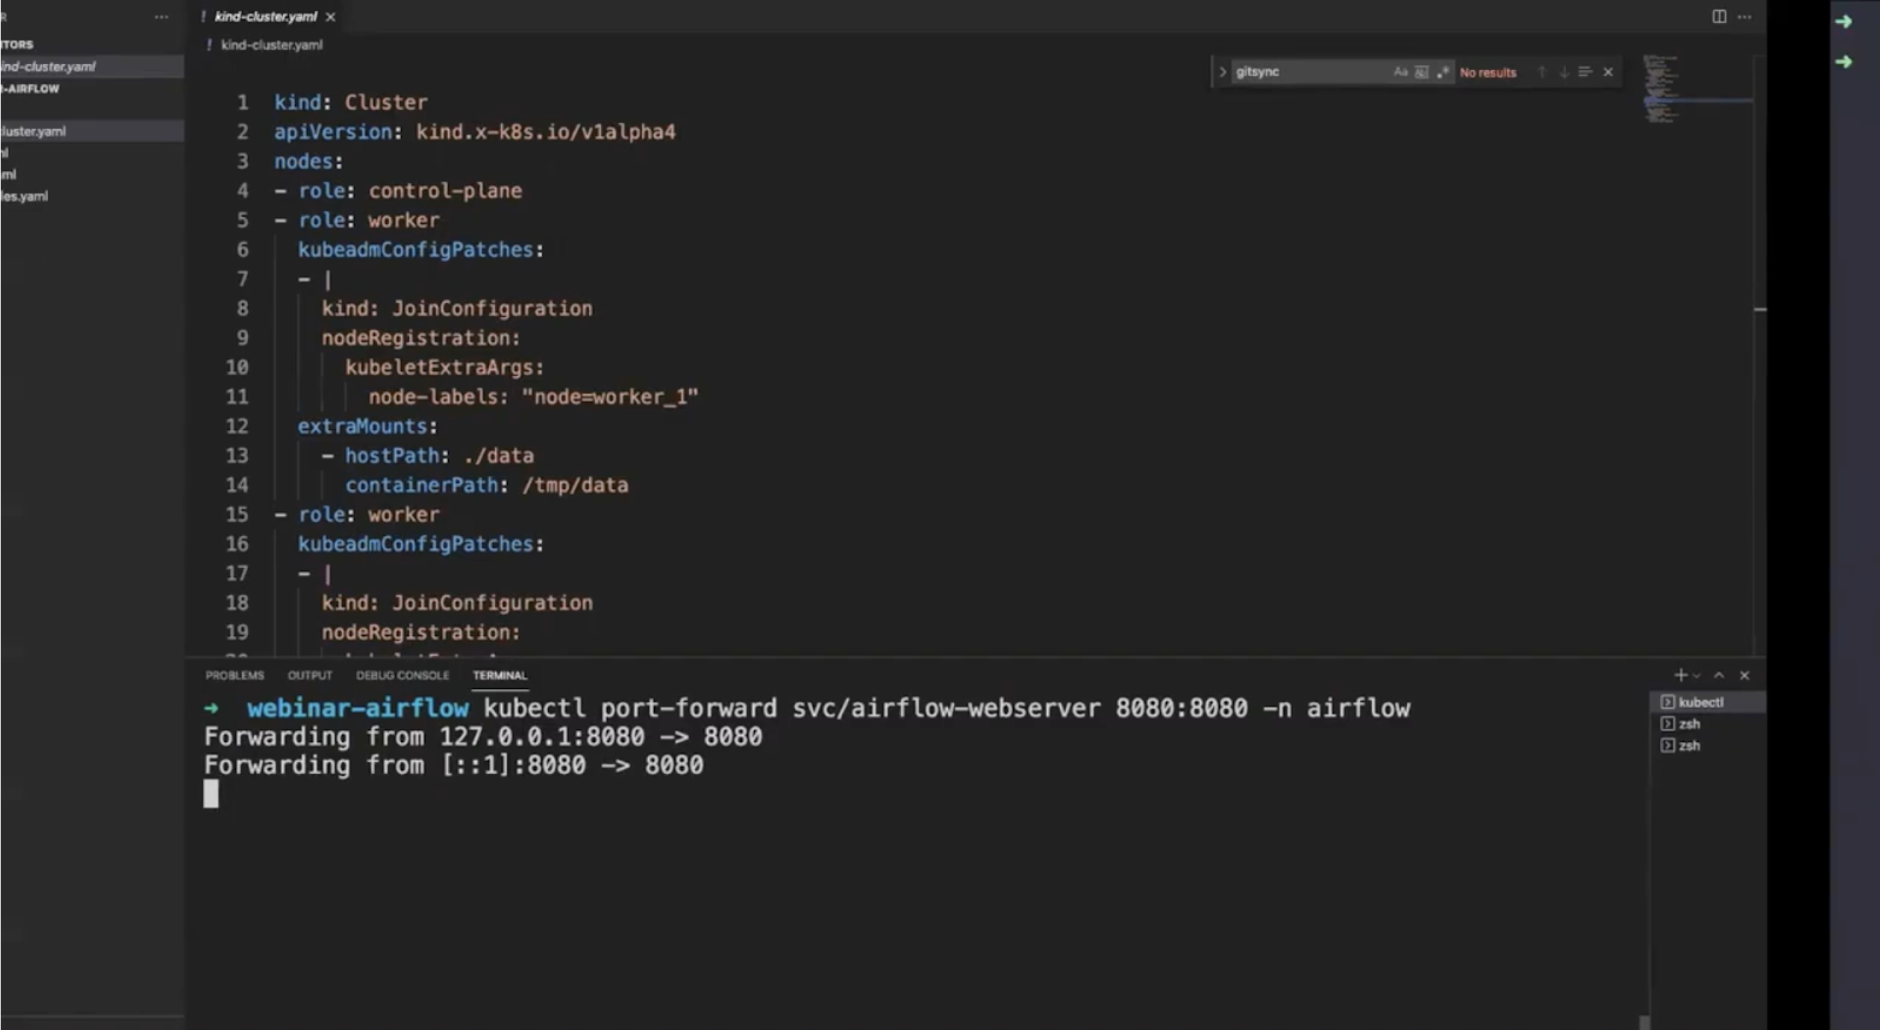 R
kind-cluster.yaml
ITORS
ind-cluster.yaml
R-AIRFLOW
cluster.yaml
ml
ml
les.yaml
kind-cluster.yaml
gitsync
Aa
No results
1 kind: Cluster
2 apiVersion: kind.x-k8s.io/v1alpha4
3 nodes:
4 - role: control-plane
5 - role: worker
6 kubeadmConfigPatches:
7 - |
8 kind: JoinConfiguration
9 nodeRegistration:
10 kubeletExtraArgs:
11 node-labels: "node=worker_1"
12 extraMounts:
13 - hostPath: ./data
14 containerPath: /tmp/data
15 - role: worker
16 kubeadmConfigPatches:
17 - |
18 kind: JoinConfiguration
19 nodeRegistration:
PROBLEMS OUTPUT DEBUG CONSOLE TERMINAL
➜ webinar-airflow kubectl port-forward svc/airflow-webserver 8080:8080 -n airflow
Forwarding from 127.0.0.1:8080 -> 8080
Forwarding from [::1]:8080 -> 8080
kubectl
zsh
zsh